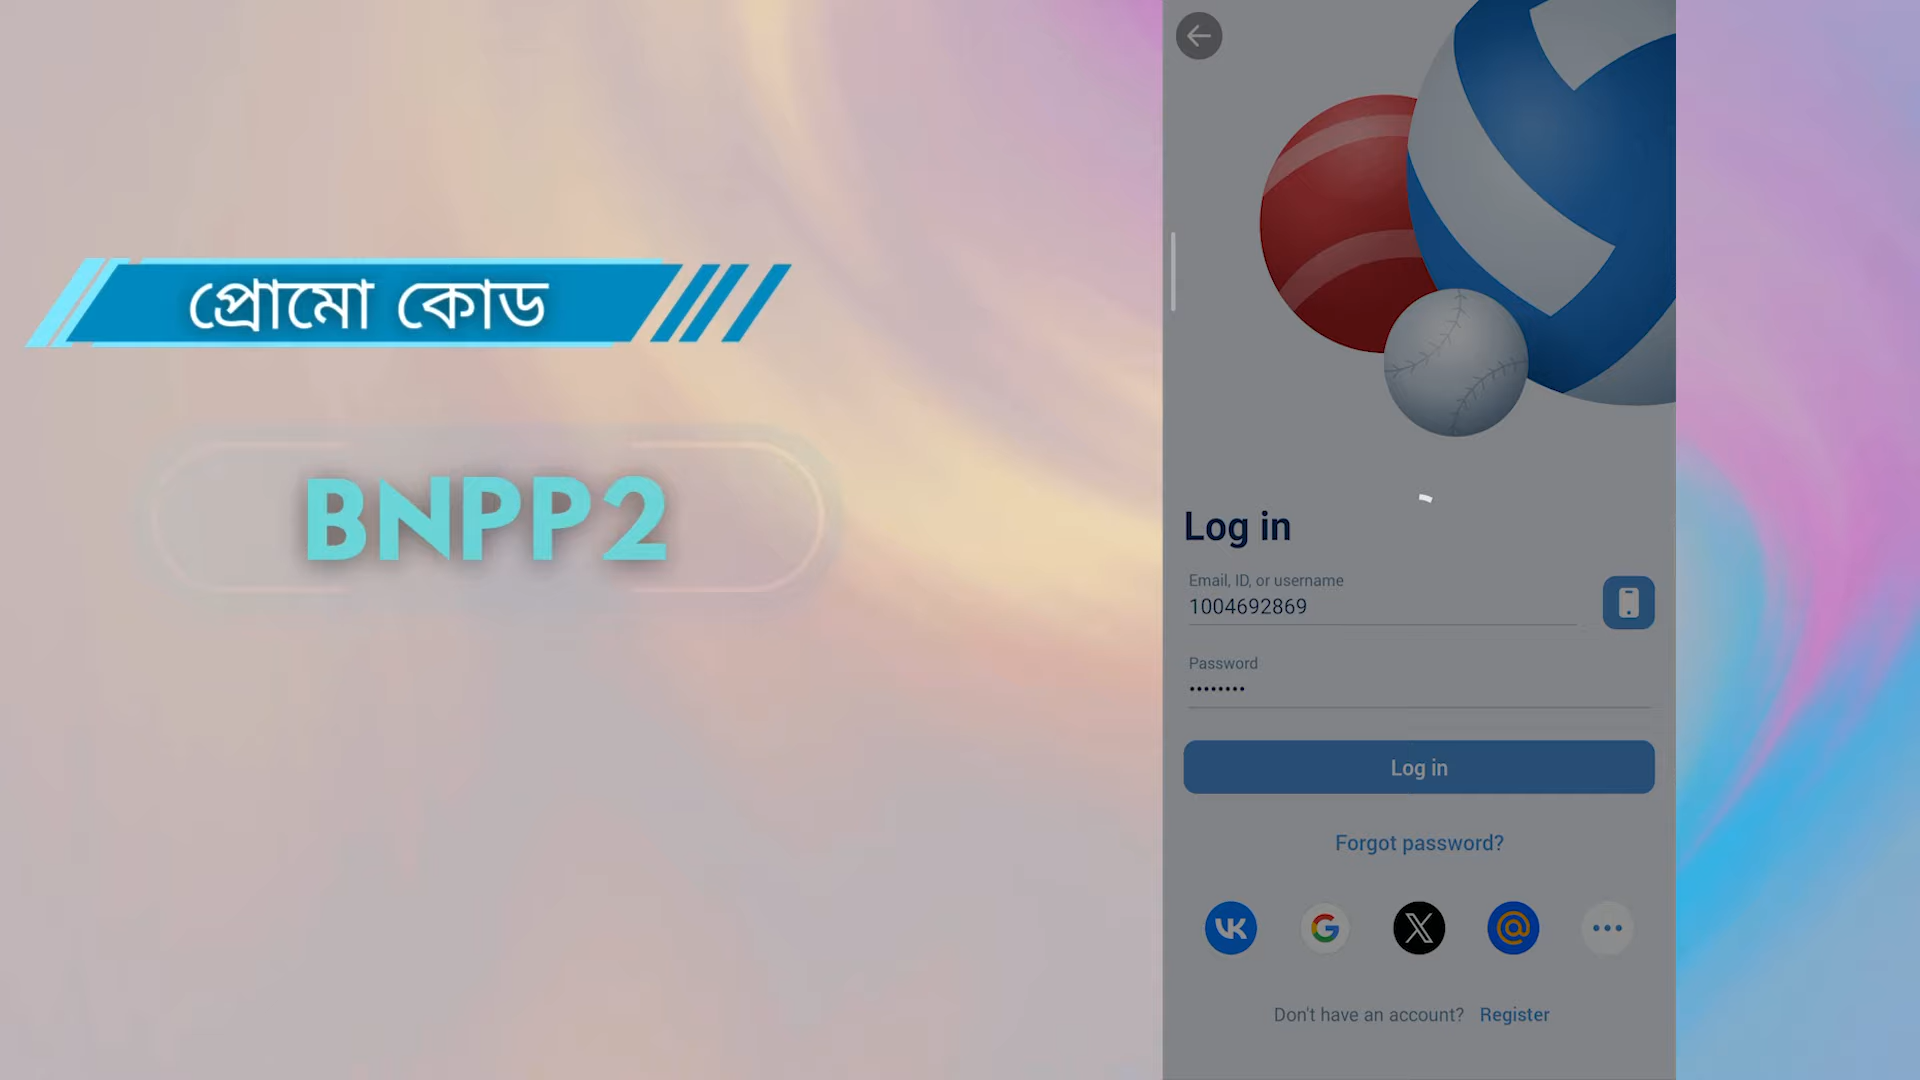 প্রোমো কোড
BNPP2
Log in
Email, ID, or username
1004692869
Password
••••••••
Log in
Forgot password?
Don't have an account? Register